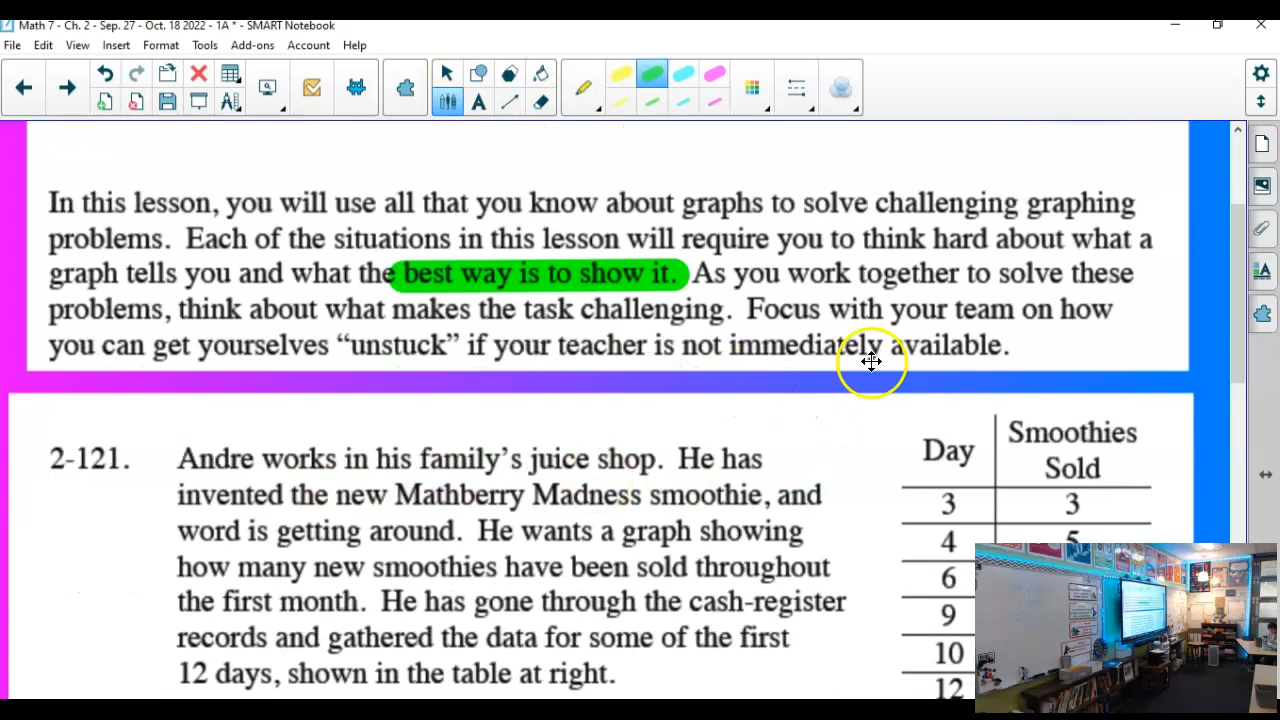 Math 7 - Ch. 2 - Sep. 27 - Oct. 18 2022 - 1A * - SMART Notebook
File Edit View Insert Format Tools Add-ons Account Help
In this lesson, you will use all that you know about graphs to solve challenging graphing
problems. Each of the situations in this lesson will require you to think hard about what a
graph tells you and what the best way is to show it. As you work together to solve these
problems, think about what makes the task challenging. Focus with your team on how
you can get yourselves “unstuck” if your teacher is not immediately available.
2-121. Andre works in his family’s juice shop. He has
invented the new Mathberry Madness smoothie, and
word is getting around. He wants a graph showing
how many new smoothies have been sold throughout
the first month. He has gone through the cash-register
records and gathered the data for some of the first
12 days, shown in the table at right.
Day Smoothies Sold
3 3
4 5
6
9
10
12